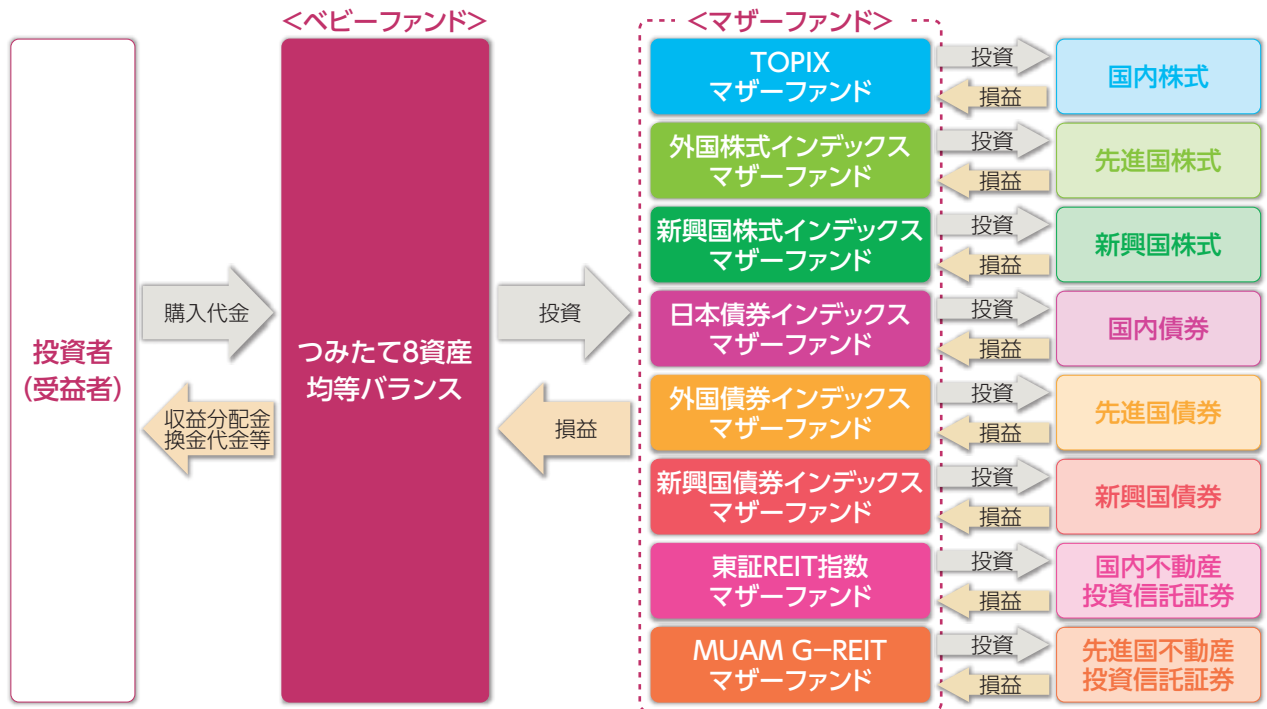 <ベビーファンド>
<マザーファンド>
投資者
(受益者)
購入代金
収益分配金
換金代金等
つみたて8資産
均等バランス
投資
損益
TOPIX
マザーファンド
投資
損益
国内株式
外国株式インデックス
マザーファンド
投資
損益
先進国株式
新興国株式インデックス
マザーファンド
投資
損益
新興国株式
日本債券インデックス
マザーファンド
投資
損益
国内債券
外国債券インデックス
マザーファンド
投資
損益
先進国債券
新興国債券インデックス
マザーファンド
投資
損益
新興国債券
東証REIT指数
マザーファンド
投資
損益
国内不動産
投資信託証券
MUAM G−REIT
マザーファンド
投資
損益
先進国不動産
投資信託証券